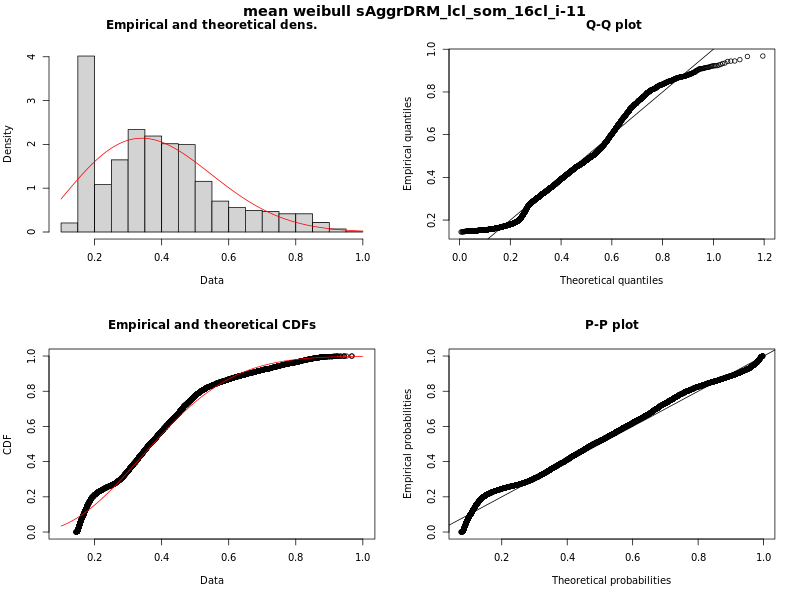 mean weibull sAggrDRM_lcl_som_16cl_i-11
Empirical and theoretical dens.
Density
0 1 2 3 4
0.2 0.4 0.6 0.8 1.0
Data
Q-Q plot
Empirical quantiles
0.2 0.4 0.6 0.8 1.0
0.0 0.2 0.4 0.6 0.8 1.0 1.2
Theoretical quantiles
Empirical and theoretical CDFs
CDF
0.0 0.2 0.4 0.6 0.8 1.0
0.2 0.4 0.6 0.8 1.0
Data
P-P plot
Empirical probabilities
0.0 0.2 0.4 0.6 0.8 1.0
0.2 0.4 0.6 0.8 1.0
Theoretical probabilities